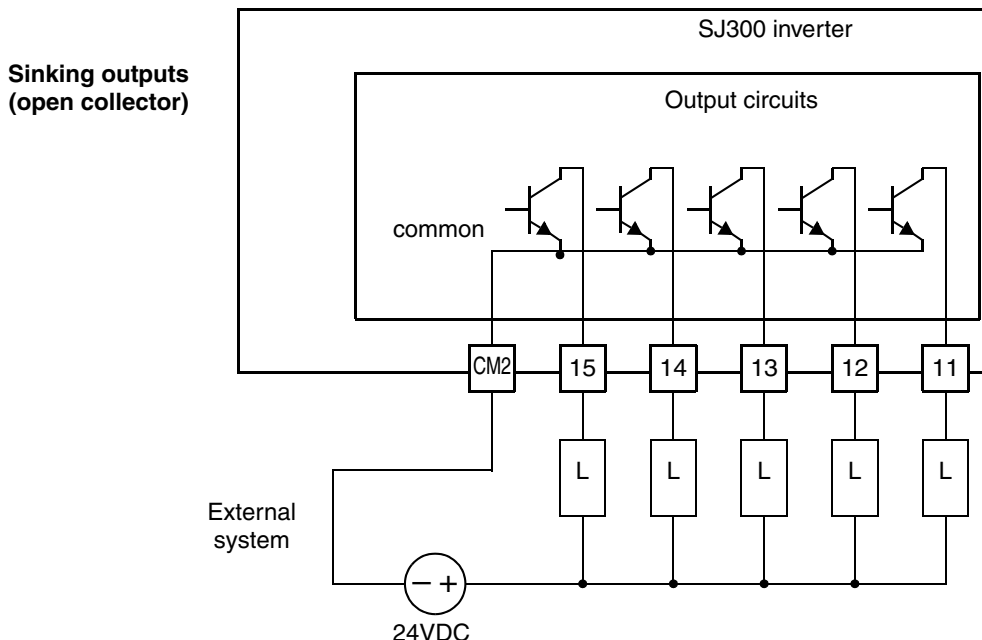 SJ300 inverter
Sinking outputs
(open collector)
Output circuits
common
CM2 15 14 13 12 11
L L L L L
External
system
− +
24VDC